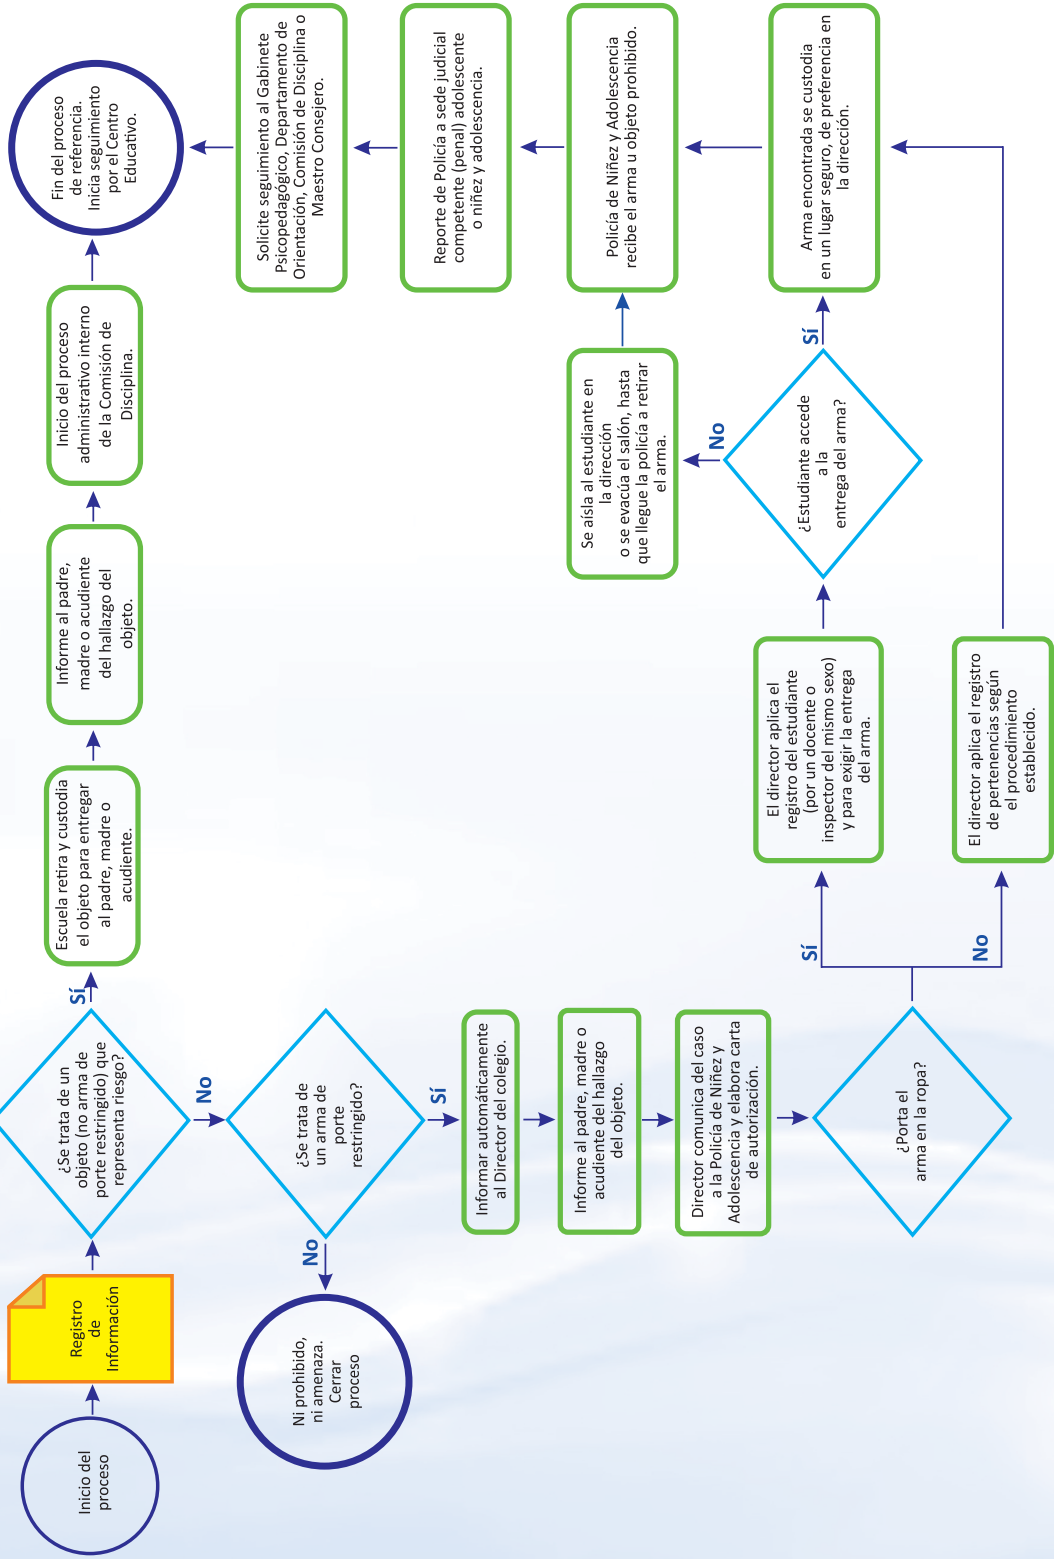 Inicio del
proceso
Registro
de
Información
¿Se trata de un
objeto (no arma de
porte restringido) que
representa riesgo?
Sí
Escuela retira y custodia
el objeto para entregar
al padre, madre o
acudiente.
Informe al padre,
madre o acudiente
del hallazgo del
objeto.
Inicio del proceso
administrativo interno
de la Comisión de
Disciplina.
Fin del proceso
de referencia.
Inicia seguimiento
por el Centro
Educativo.
No
¿Se trata de
un arma de
porte
restringido?
No
Ni prohibido,
ni amenaza.
Cerrar
proceso
Sí
Informar automáticamente
al Director del colegio.
Informe al padre, madre o
acudiente del hallazgo
del objeto.
Director comunica del caso
a la Policía de Niñez y
Adolescencia y elabora carta
de autorización.
¿Porta el
arma en la ropa?
Sí
El director aplica el
registro del estudiante
(por un docente o
inspector del mismo sexo)
y para exigir la entrega
del arma.
No
El director aplica el registro
de pertenencias según
el procedimiento
establecido.
¿Estudiante accede
a la
entrega del arma?
No
Se aísla al estudiante en
la dirección
o se evacúa el salón, hasta
que llegue la policía a retirar
el arma.
Sí
Arma encontrada se custodia
en un lugar seguro, de preferencia en
la dirección.
Policía de Niñez y Adolescencia
recibe el arma u objeto prohibido.
Reporte de Policía a sede judicial
competente (penal) adolescente
o niñez y adolescencia.
Solicite seguimiento al Gabinete
Psicopedagógico, Departamento de
Orientación, Comisión de Disciplina o
Maestro Consejero.